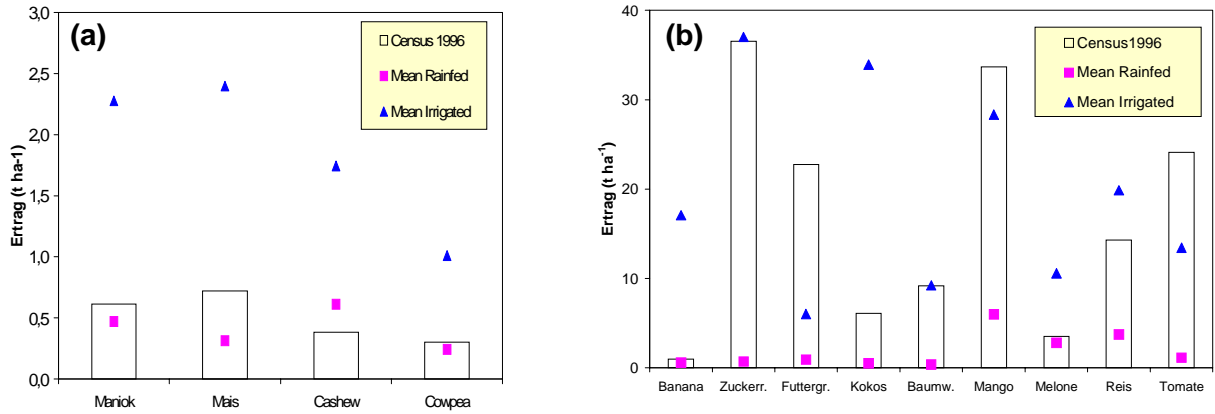 (a)
Census 1996
Mean Rainfed
Mean Irrigated
Ertrag (t ha-1)
3,0
2,5
2,0
1,5
1,0
0,5
0,0
Maniok Mais Cashew Cowpea
(b)
Census1996
Mean Rainfed
Mean Irrigated
Ertrag (t ha⁻¹)
40
30
20
10
0
Banana Zuckerr. Futtergr. Kokos Baumw. Mango Melone Reis Tomate